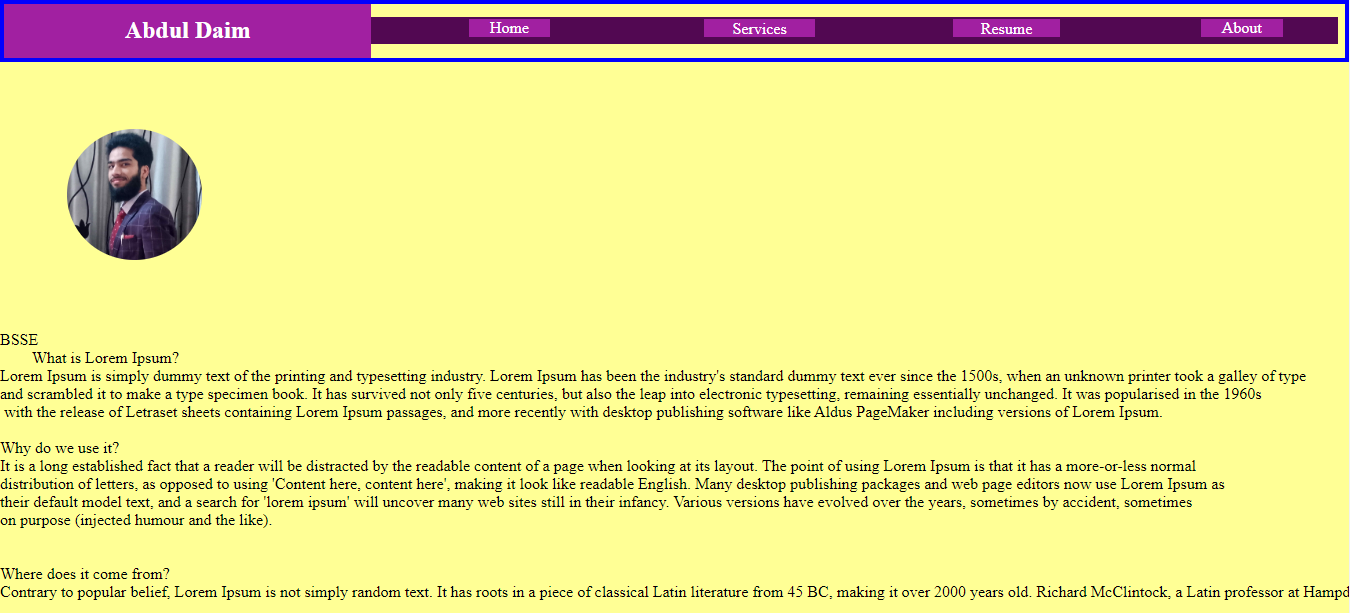 Abdul Daim
Home Services Resume About
BSSE
What is Lorem Ipsum?
Lorem Ipsum is simply dummy text of the printing and typesetting industry. Lorem Ipsum has been the industry's standard dummy text ever since the 1500s, when an unknown printer took a galley of type
and scrambled it to make a type specimen book. It has survived not only five centuries, but also the leap into electronic typesetting, remaining essentially unchanged. It was popularised in the 1960s
with the release of Letraset sheets containing Lorem Ipsum passages, and more recently with desktop publishing software like Aldus PageMaker including versions of Lorem Ipsum.
Why do we use it?
It is a long established fact that a reader will be distracted by the readable content of a page when looking at its layout. The point of using Lorem Ipsum is that it has a more-or-less normal
distribution of letters, as opposed to using 'Content here, content here', making it look like readable English. Many desktop publishing packages and web page editors now use Lorem Ipsum as
their default model text, and a search for 'lorem ipsum' will uncover many web sites still in their infancy. Various versions have evolved over the years, sometimes by accident, sometimes
on purpose (injected humour and the like).
Where does it come from?
Contrary to popular belief, Lorem Ipsum is not simply random text. It has roots in a piece of classical Latin literature from 45 BC, making it over 2000 years old. Richard McClintock, a Latin professor at Hampd